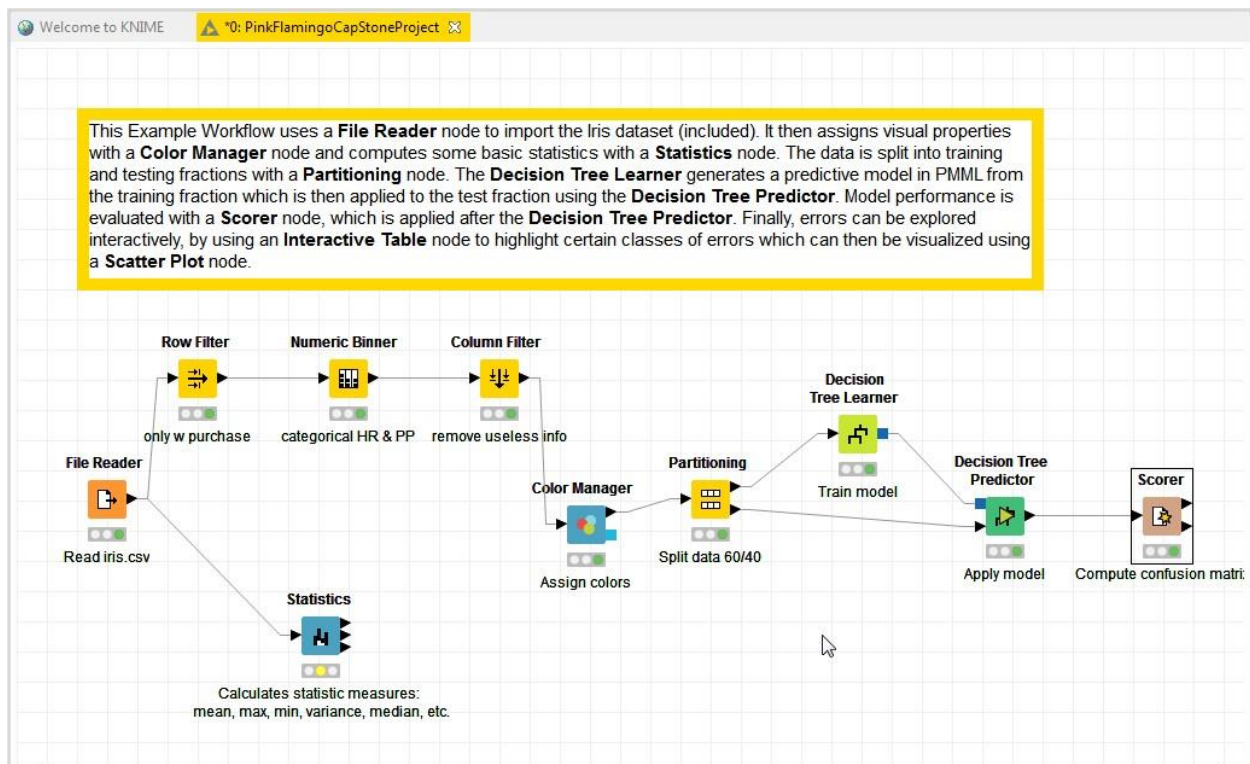 Welcome to KNIME
*0: PinkFlamingoCapStoneProject
This Example Workflow uses a File Reader node to import the Iris dataset (included). It then assigns visual properties
with a Color Manager node and computes some basic statistics with a Statistics node. The data is split into training
and testing fractions with a Partitioning node. The Decision Tree Learner generates a predictive model in PMML from
the training fraction which is then applied to the test fraction using the Decision Tree Predictor. Model performance is
evaluated with a Scorer node, which is applied after the Decision Tree Predictor. Finally, errors can be explored
interactively, by using an Interactive Table node to highlight certain classes of errors which can then be visualized using
a Scatter Plot node.
Row Filter
only w purchase
Numeric Binner
categorical HR & PP
Column Filter
remove useless info
File Reader
Read iris.csv
Color Manager
Assign colors
Partitioning
Split data 60/40
Decision
Tree Learner
Train model
Decision Tree
Predictor
Apply model
Scorer
Compute confusion matri
Statistics
Calculates statistic measures:
mean, max, min, variance, median, etc.